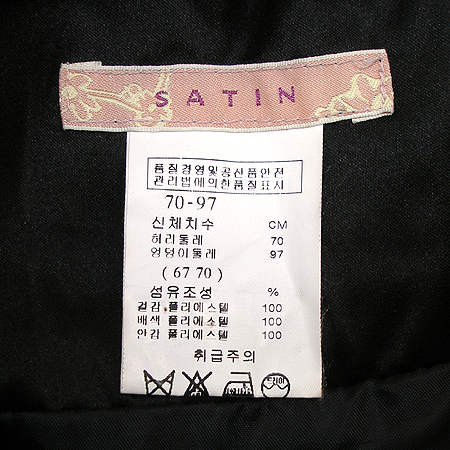 SATIN
품질경영및공산품안전
관리법에의한품질표시
70-97
신체치수 CM
허리둘레 70
엉덩이둘레 97
(67 70)
섬유조성 %
겉감 폴리에스텔 100
배색 폴리에스텔 100
안감 폴리에스텔 100
취급주의
드라이